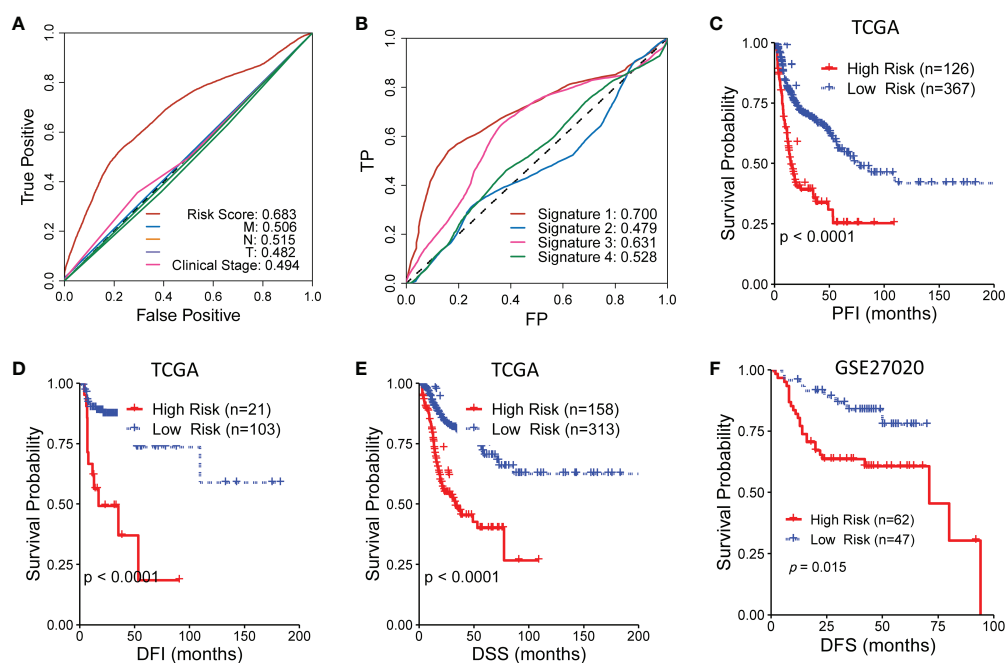 A
True Positive
1.0
0.8
0.6
0.4
0.2
0.0
Risk Score: 0.683
M: 0.506
N: 0.515
T: 0.482
Clinical Stage: 0.494
0.0 0.2 0.4 0.6 0.8 1.0
False Positive
B
TP
1.0
0.8
0.6
0.4
0.2
0.0
Signature 1: 0.700
Signature 2: 0.479
Signature 3: 0.631
Signature 4: 0.528
0.0 0.2 0.4 0.6 0.8 1.0
FP
C
TCGA
Survival Probability
1.00
0.75
0.50
0.25
0.00
High Risk (n=126)
Low Risk (n=367)
p < 0.0001
0 50 100 150 200
PFI (months)
D
TCGA
Survival Probability
1.00
0.75
0.50
0.25
0.00
High Risk (n=21)
Low Risk (n=103)
p < 0.0001
0 50 100 150 200
DFI (months)
E
TCGA
Survival Probability
1.00
0.75
0.50
0.25
0.00
High Risk (n=158)
Low Risk (n=313)
p < 0.0001
0 50 100 150 200
DSS (months)
F
GSE27020
Survival Probability
1.00
0.75
0.50
0.25
0.00
High Risk (n=62)
Low Risk (n=47)
p = 0.015
0 25 50 75 100
DFS (months)